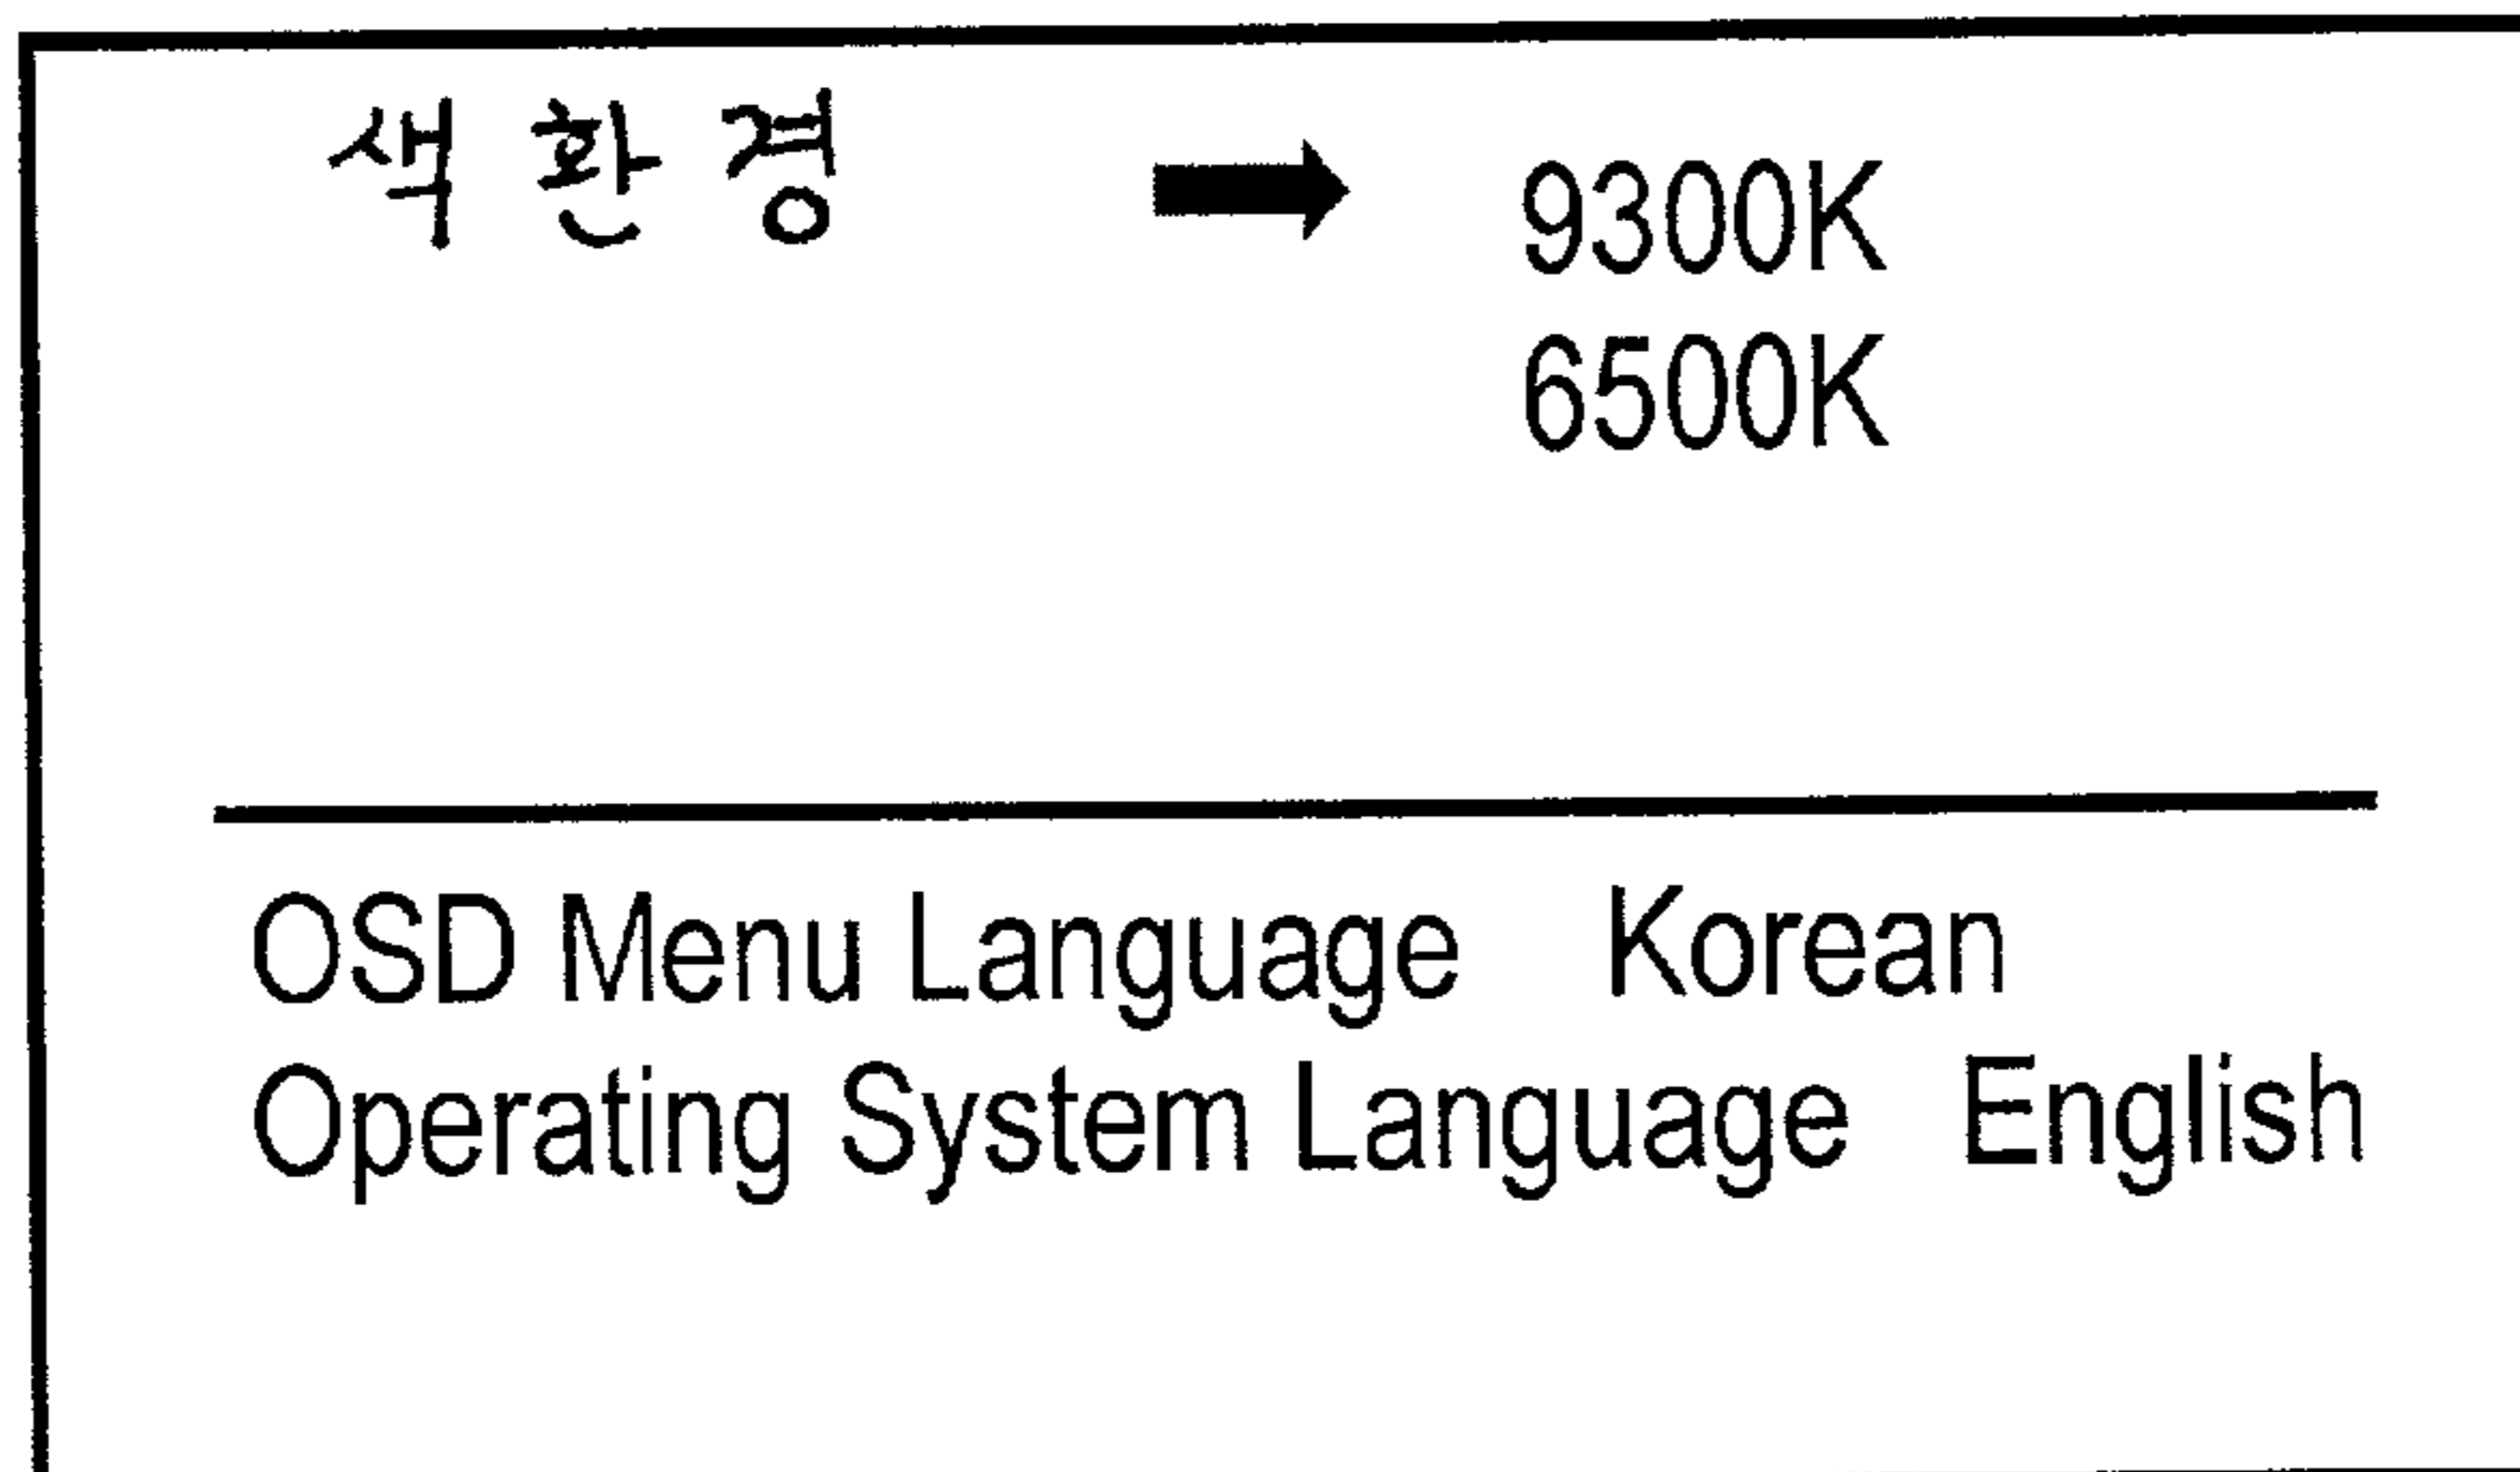 색 환 경 9300K
6500K
OSD Menu Language Korean
Operating System Language English